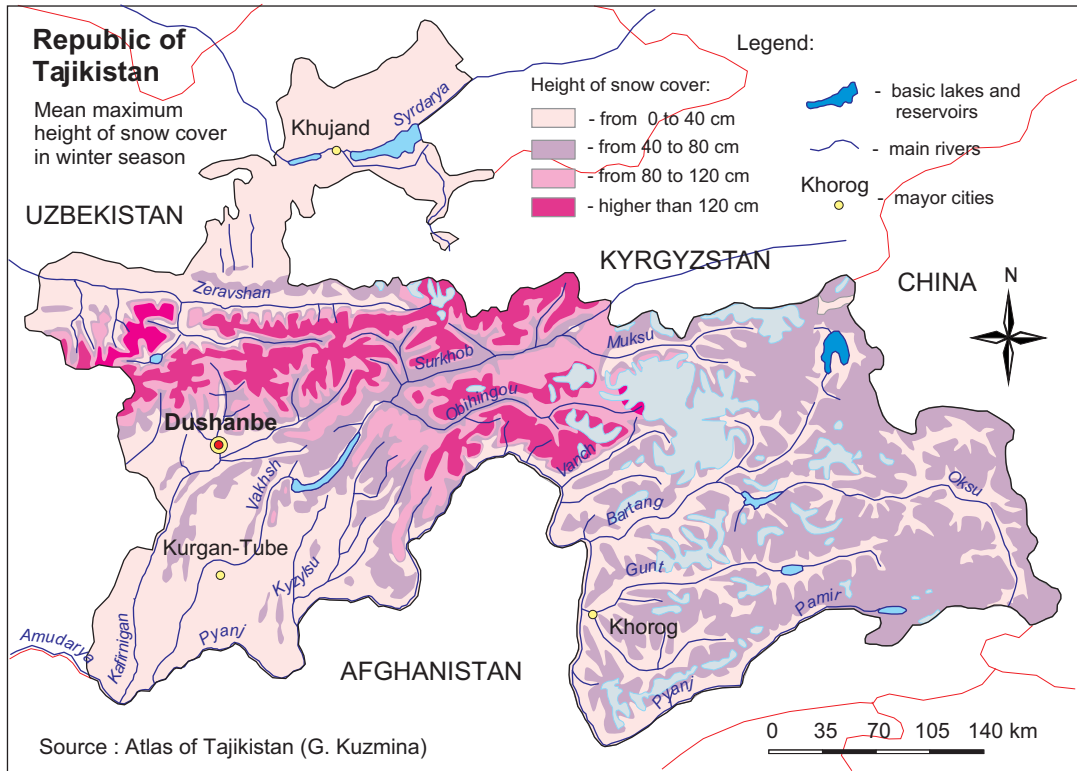 Republic of
Tajikistan
Mean maximum
height of snow cover
in winter season
Legend:
Height of snow cover:
- from 0 to 40 cm
- from 40 to 80 cm
- from 80 to 120 cm
- higher than 120 cm
- basic lakes and
reservoirs
- main rivers
Khorog
- mayor cities
Syrdarya
Khujand
UZBEKISTAN
KYRGYZSTAN
CHINA
N
Zeravshan
Muksu
Surkhob
Obihingou
Dushanbe
Vanch
Vakhsh
Oksu
Bartang
Kurgan-Tube
Gunt
Kyzylsu
Pamir
Khorog
Pyanj
Amudarya
Kafirnigan
AFGHANISTAN
Pyanj
0 35 70 105 140 km
Source : Atlas of Tajikistan (G. Kuzmina)